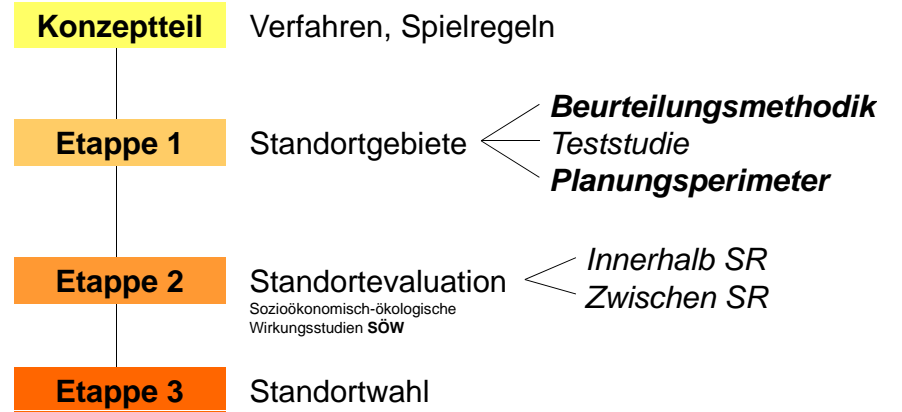 Konzeptteil Verfahren, Spielregeln
Beurteilungsmethodik
Etappe 1 Standortgebiete Teststudie
Planungsperimeter
Innerhalb SR
Etappe 2 Standortevaluation
Zwischen SR
Sozioökonomisch-ökologische
Wirkungsstudien SÖW
Etappe 3 Standortwahl